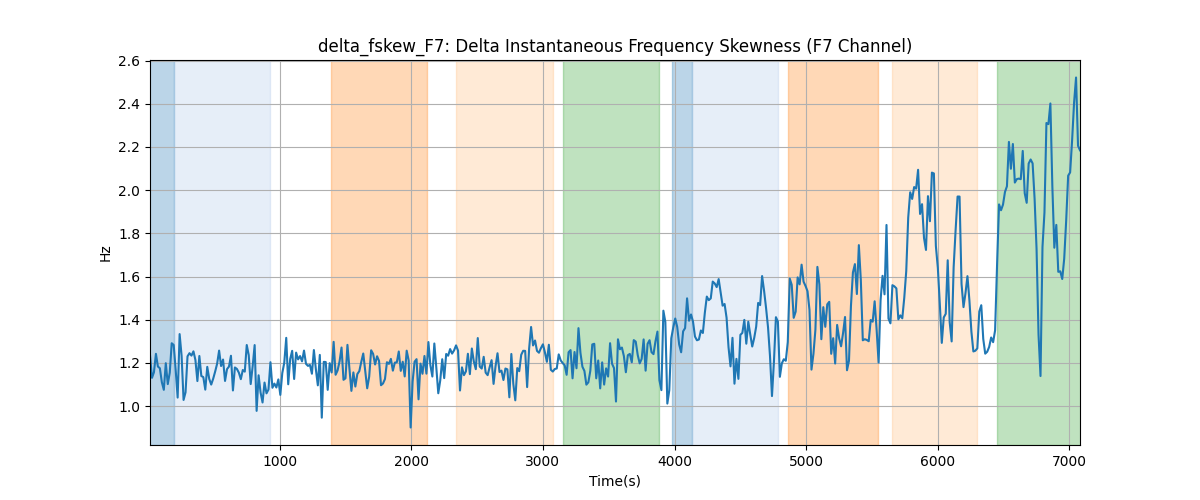 delta_fskew_F7: Delta Instantaneous Frequency Skewness (F7 Channel)
2.6
2.4
2.2
2.0
1.8
1.6
1.4
1.2
1.0
Hz
1000 2000 3000 4000 5000 6000 7000
Time(s)